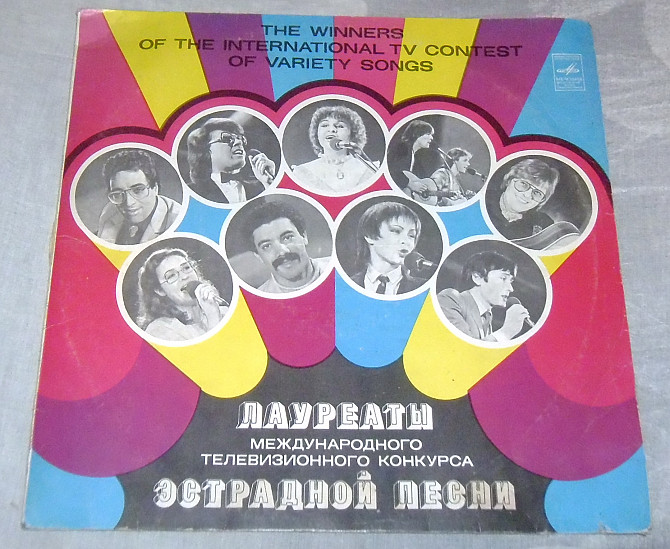 THE WINNERS
OF THE INTERNATIONAL TV CONTEST
OF VARIETY SONGS
ЛАУРЕАТЫ
МЕЖДУНАРОДНОГО
ТЕЛЕВИЗИОННОГО КОНКУРСА
ЭСТРАДНОЙ ПЕСНИ